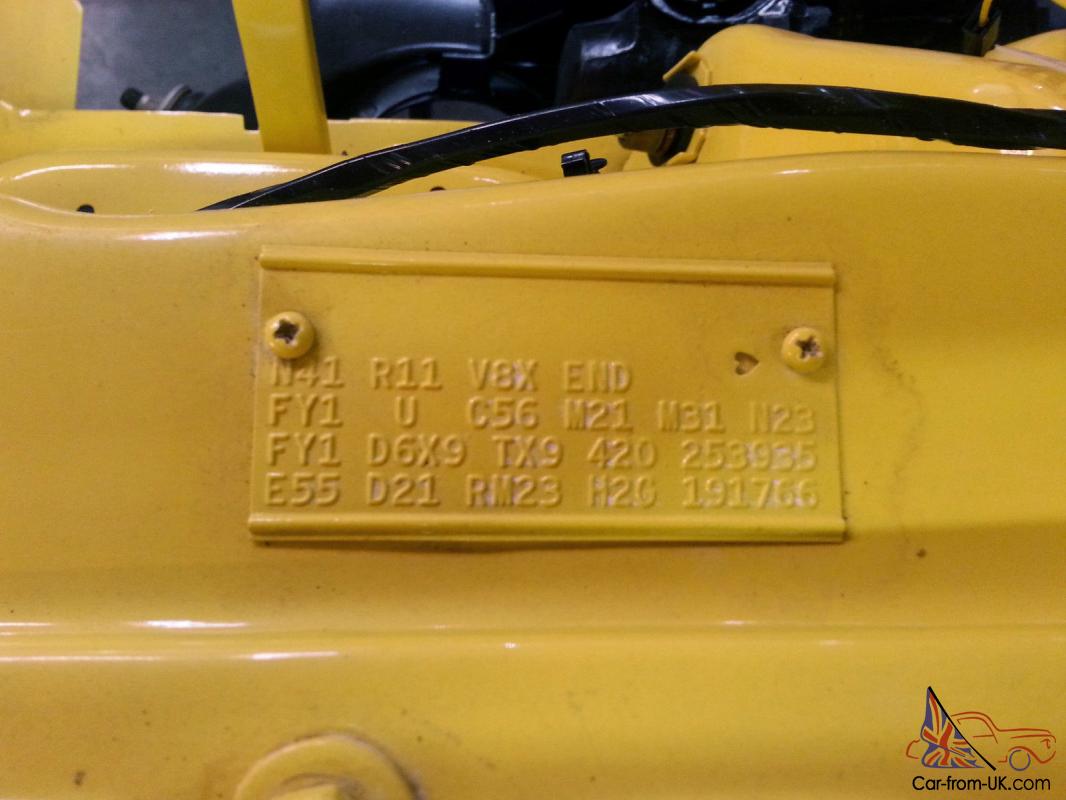 N41 R11 V8X END
FY1 U C56 M21 M31 N23
FY1 D6X9 TX9 420 253935
E55 D21 RM23 H2G 191766
Car-from-UK.com